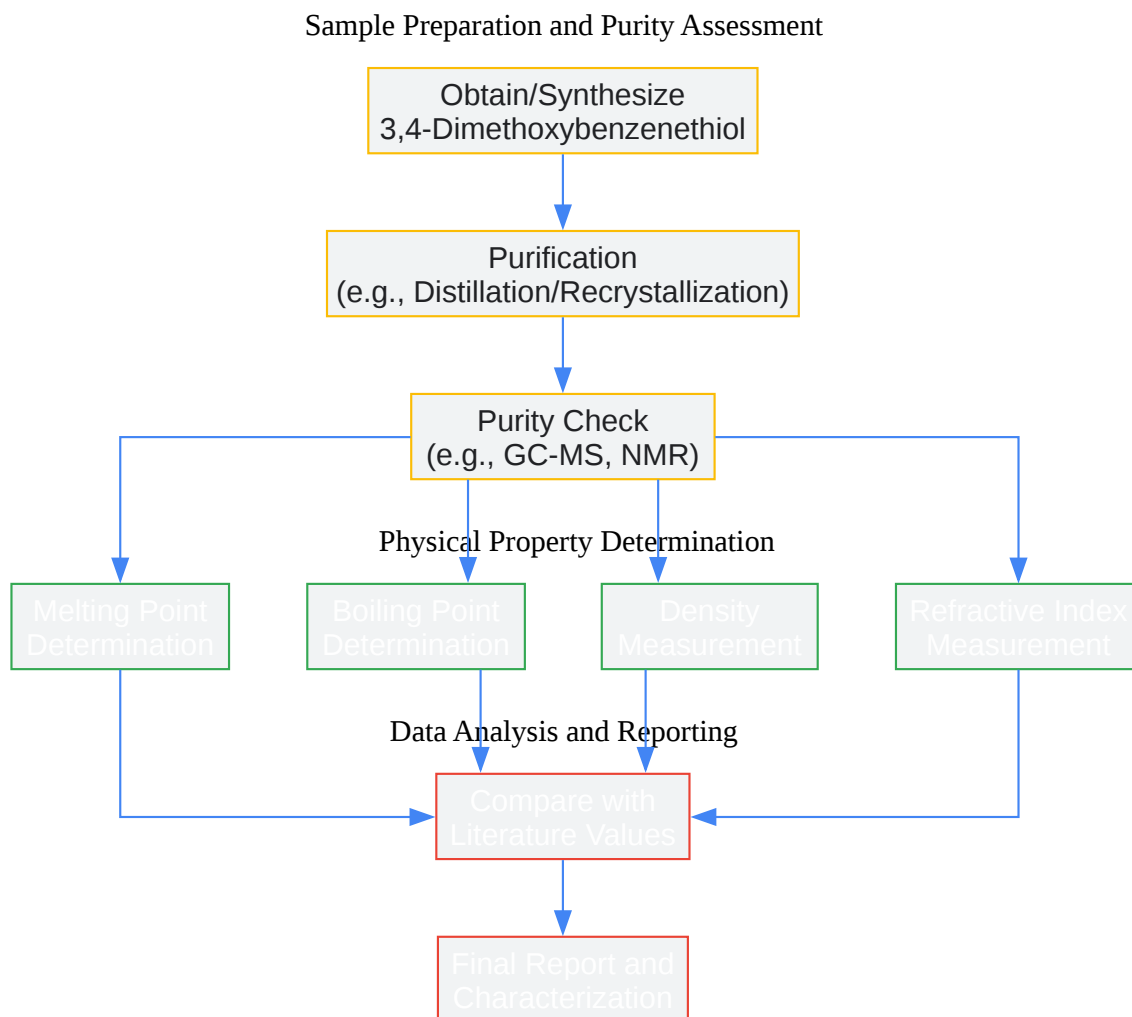 Sample Preparation and Purity Assessment
Obtain/Synthesize
3,4-Dimethoxybenzenethiol
Purification
(e.g., Distillation/Recrystallization)
Purity Check
(e.g., GC-MS, NMR)
Physical Property Determination
Melting Point
Determination
Boiling Point
Determination
Density
Measurement
Refractive Index
Measurement
Data Analysis and Reporting
Compare with
Literature Values
Final Report and
Characterization